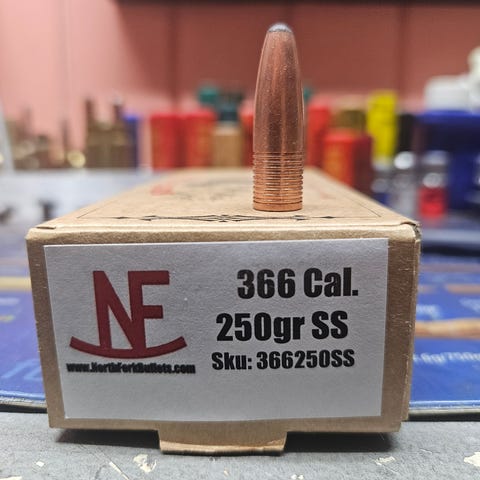 NF
www.NorthForkBullets.com
366 Cal.
250gr SS
Sku: 366250SS